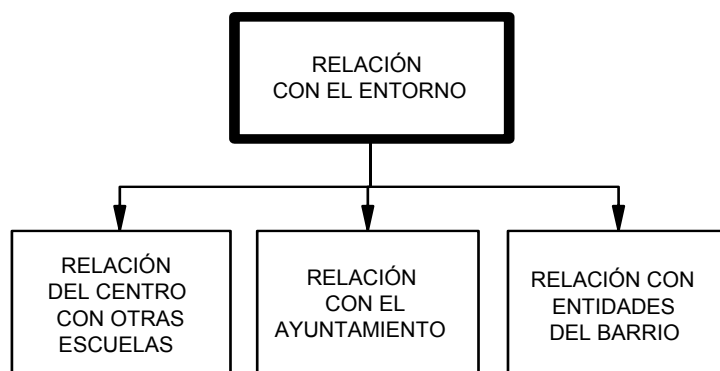 RELACIÓN
CON EL ENTORNO
RELACIÓN
DEL CENTRO
CON OTRAS
ESCUELAS
RELACIÓN
CON EL
AYUNTAMIENTO
RELACIÓN CON
ENTIDADES
DEL BARRIO